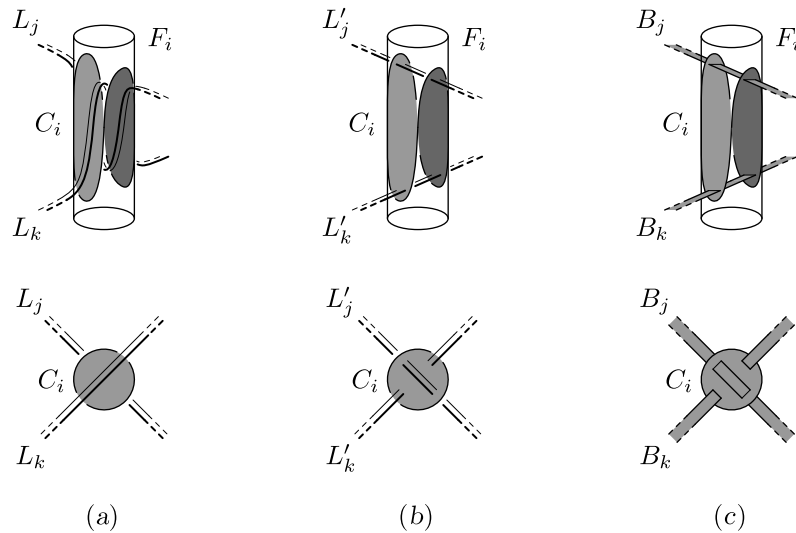 L_j F_i L'_j F_i B_j F_i
C_i C_i C_i
L_k L'_k B_k
L_j L'_j B_j
C_i C_i C_i
L_k L'_k B_k
(a) (b) (c)